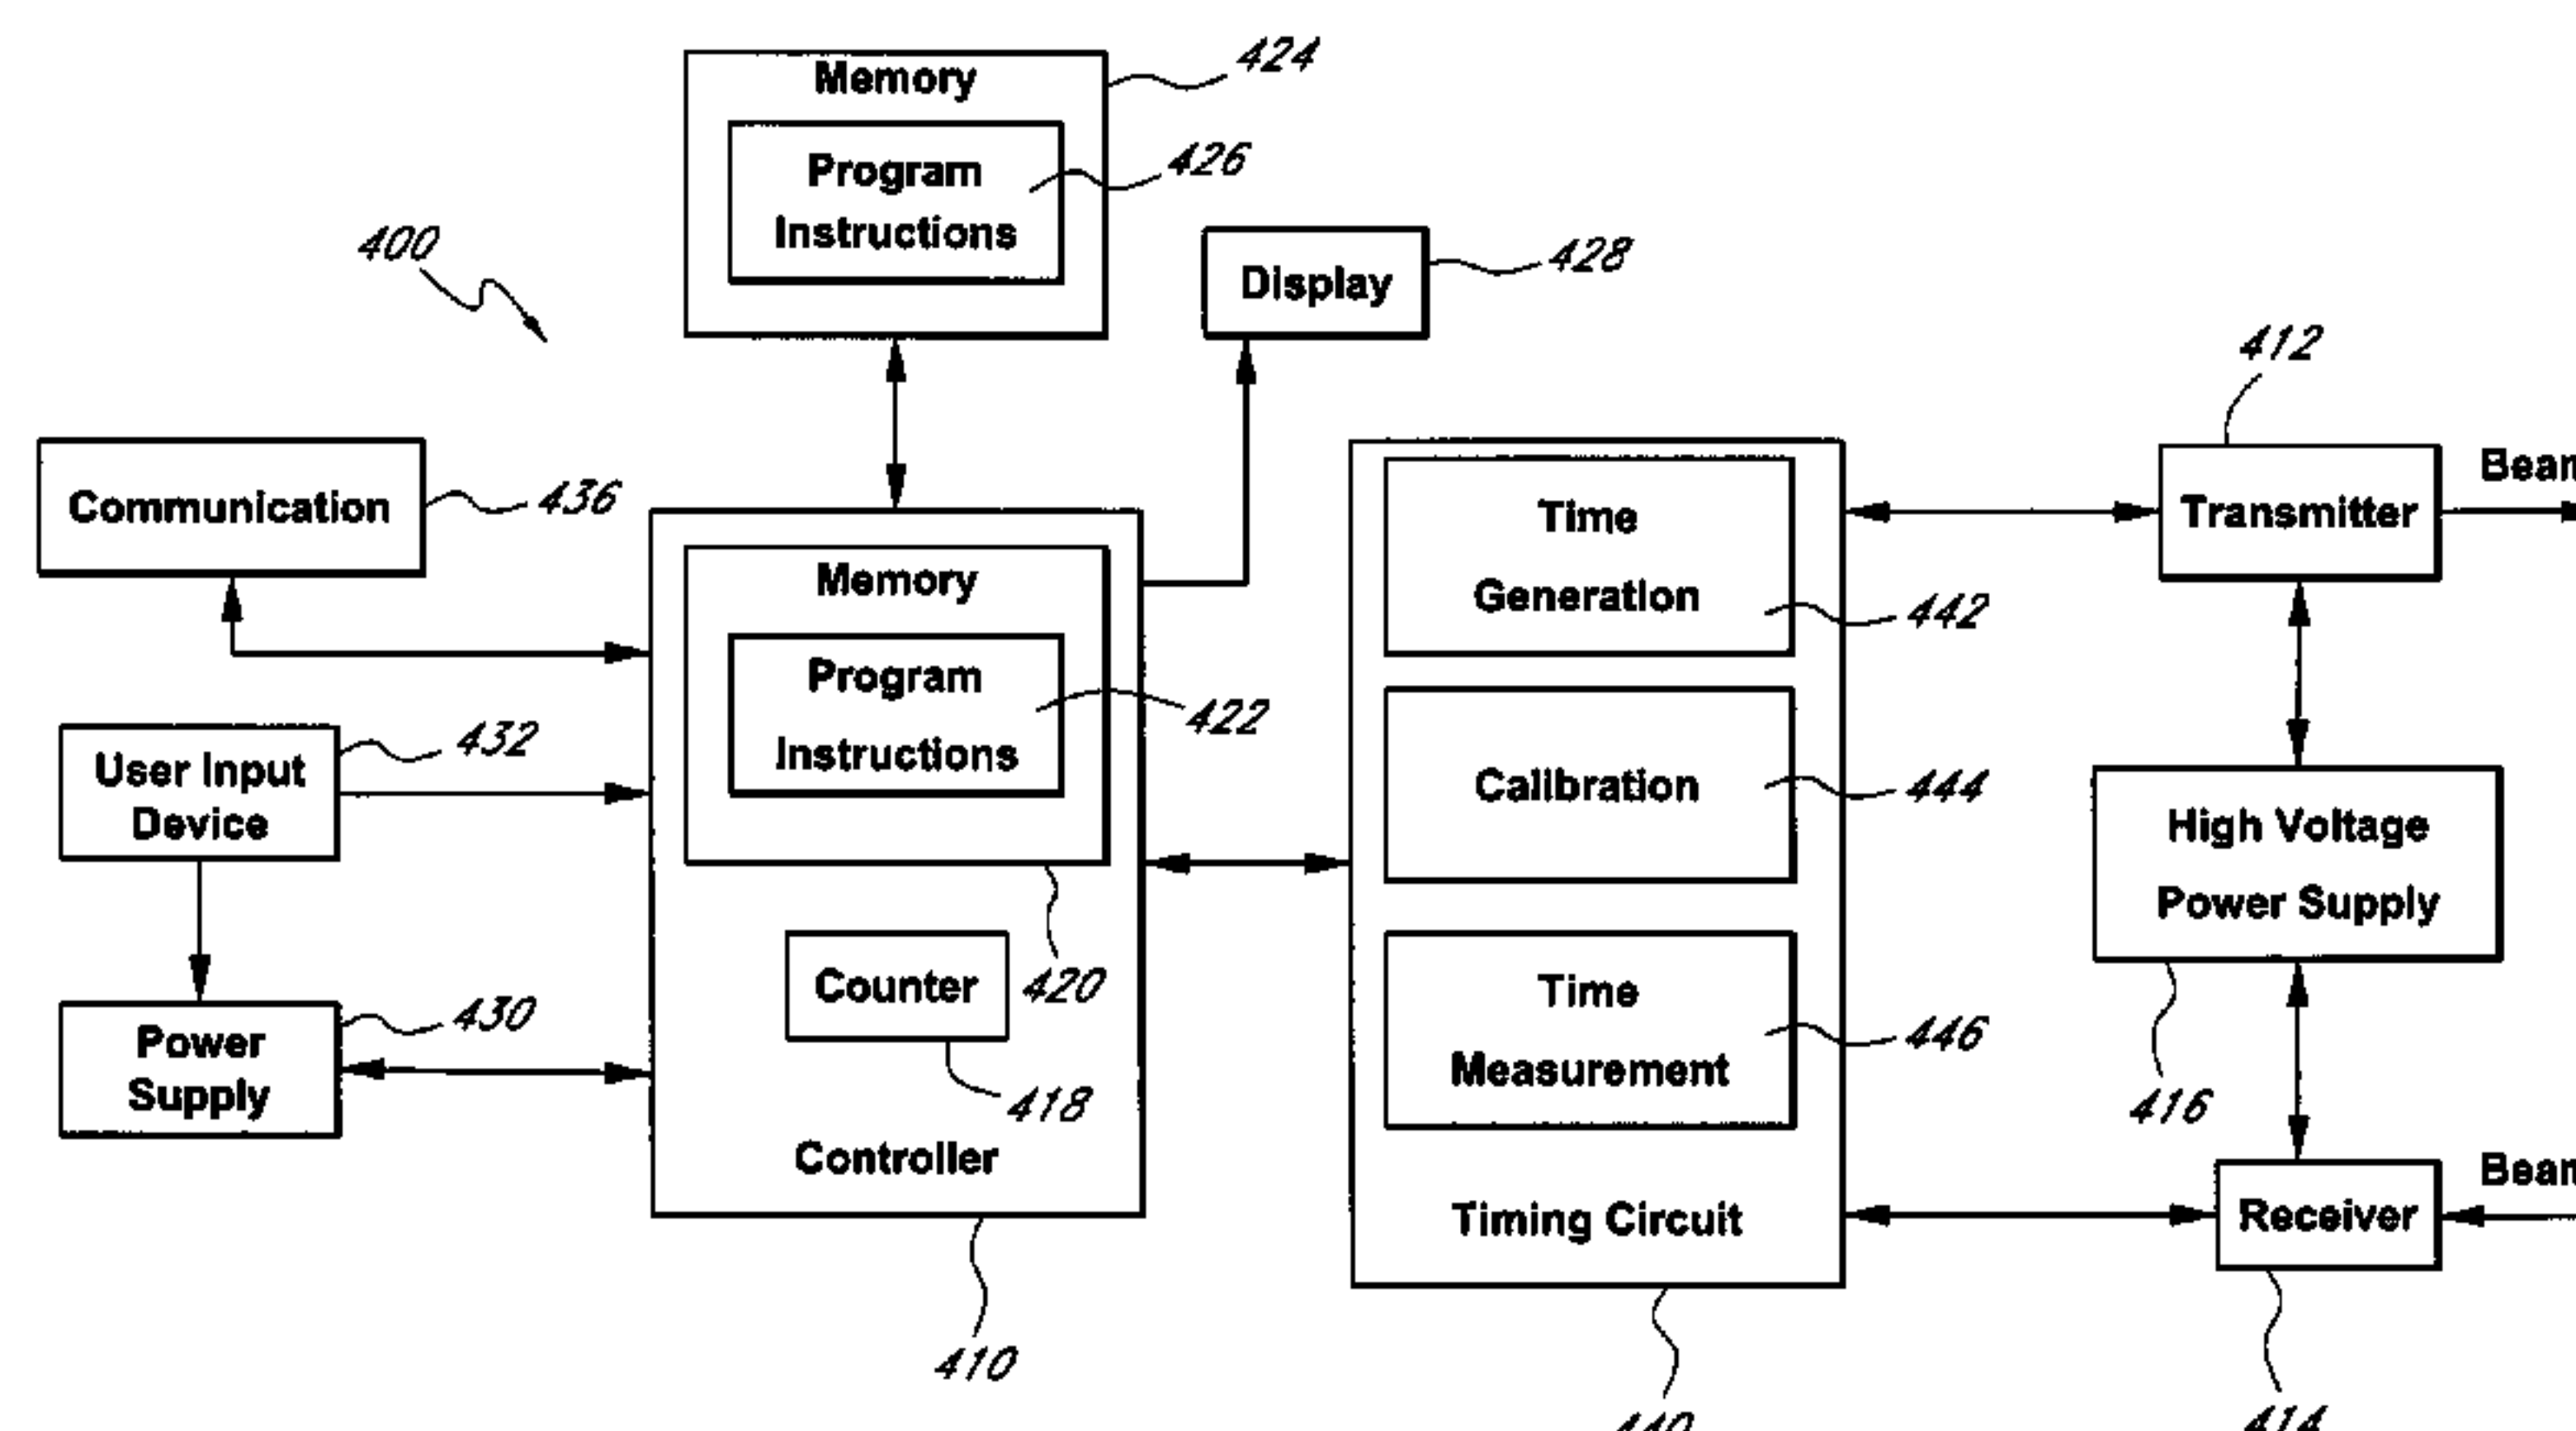 424
Memory
Program
Instructions
426
400
Display
428
412
Communication
436
Transmitter
Memory
Program
Instructions
422
420
Counter
418
Controller
410
User Input
Device
432
Power
Supply
430
Time
Generation
442
Calibration
444
Time
Measurement
446
Timing Circuit
440
High Voltage
Power Supply
416
Receiver
414